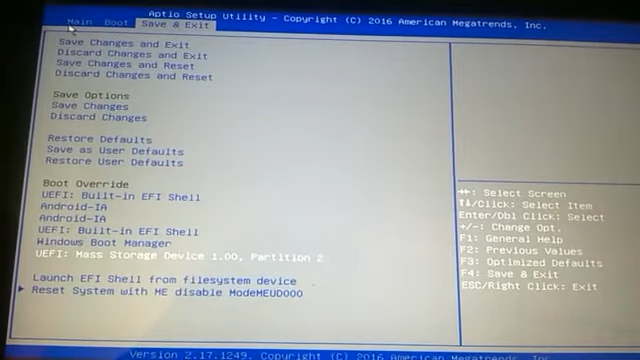 Aptio Setup Utility - Copyright (C) 2016 American Megatrends, Inc.
Main Boot Save & Exit
Save Changes and Exit
Discard Changes and Exit
Save Changes and Reset
Discard Changes and Reset
Save Options
Save Changes
Discard Changes
Restore Defaults
Save as User Defaults
Restore User Defaults
Boot Override
UEFI: Built-in EFI Shell
Android-IA
Android-IA
UEFI: Built-in EFI Shell
Windows Boot Manager
UEFI: Mass Storage Device 1.00, Partition 2
Launch EFI Shell from filesystem device
Reset System with ME disable ModeMEUD000
→←: Select Screen
↑↓/Click: Select Item
Enter/Dbl Click: Select
+/-: Change Opt.
F1: General Help
F2: Previous Values
F3: Optimized Defaults
F4: Save & Exit
ESC/Right Click: Exit
Version 2.17.1249. Copyright (C) 2016 American Megatrends, Inc.